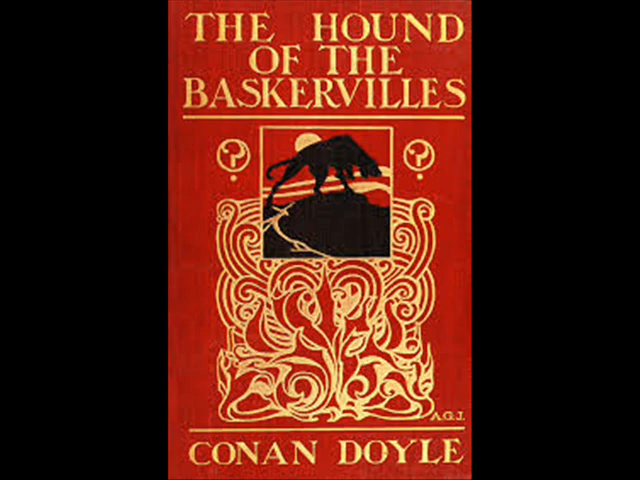 THE HOUND
OF THE
BASKERVILLES
? ?
A.G.J.
CONAN DOYLE